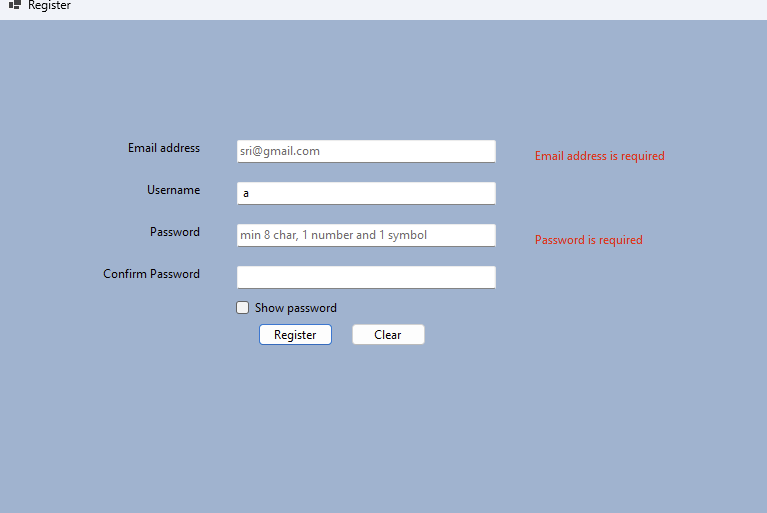 Register
Email address sri@gmail.com Email address is required
Username a
Password min 8 char, 1 number and 1 symbol Password is required
Confirm Password
Show password
Register Clear